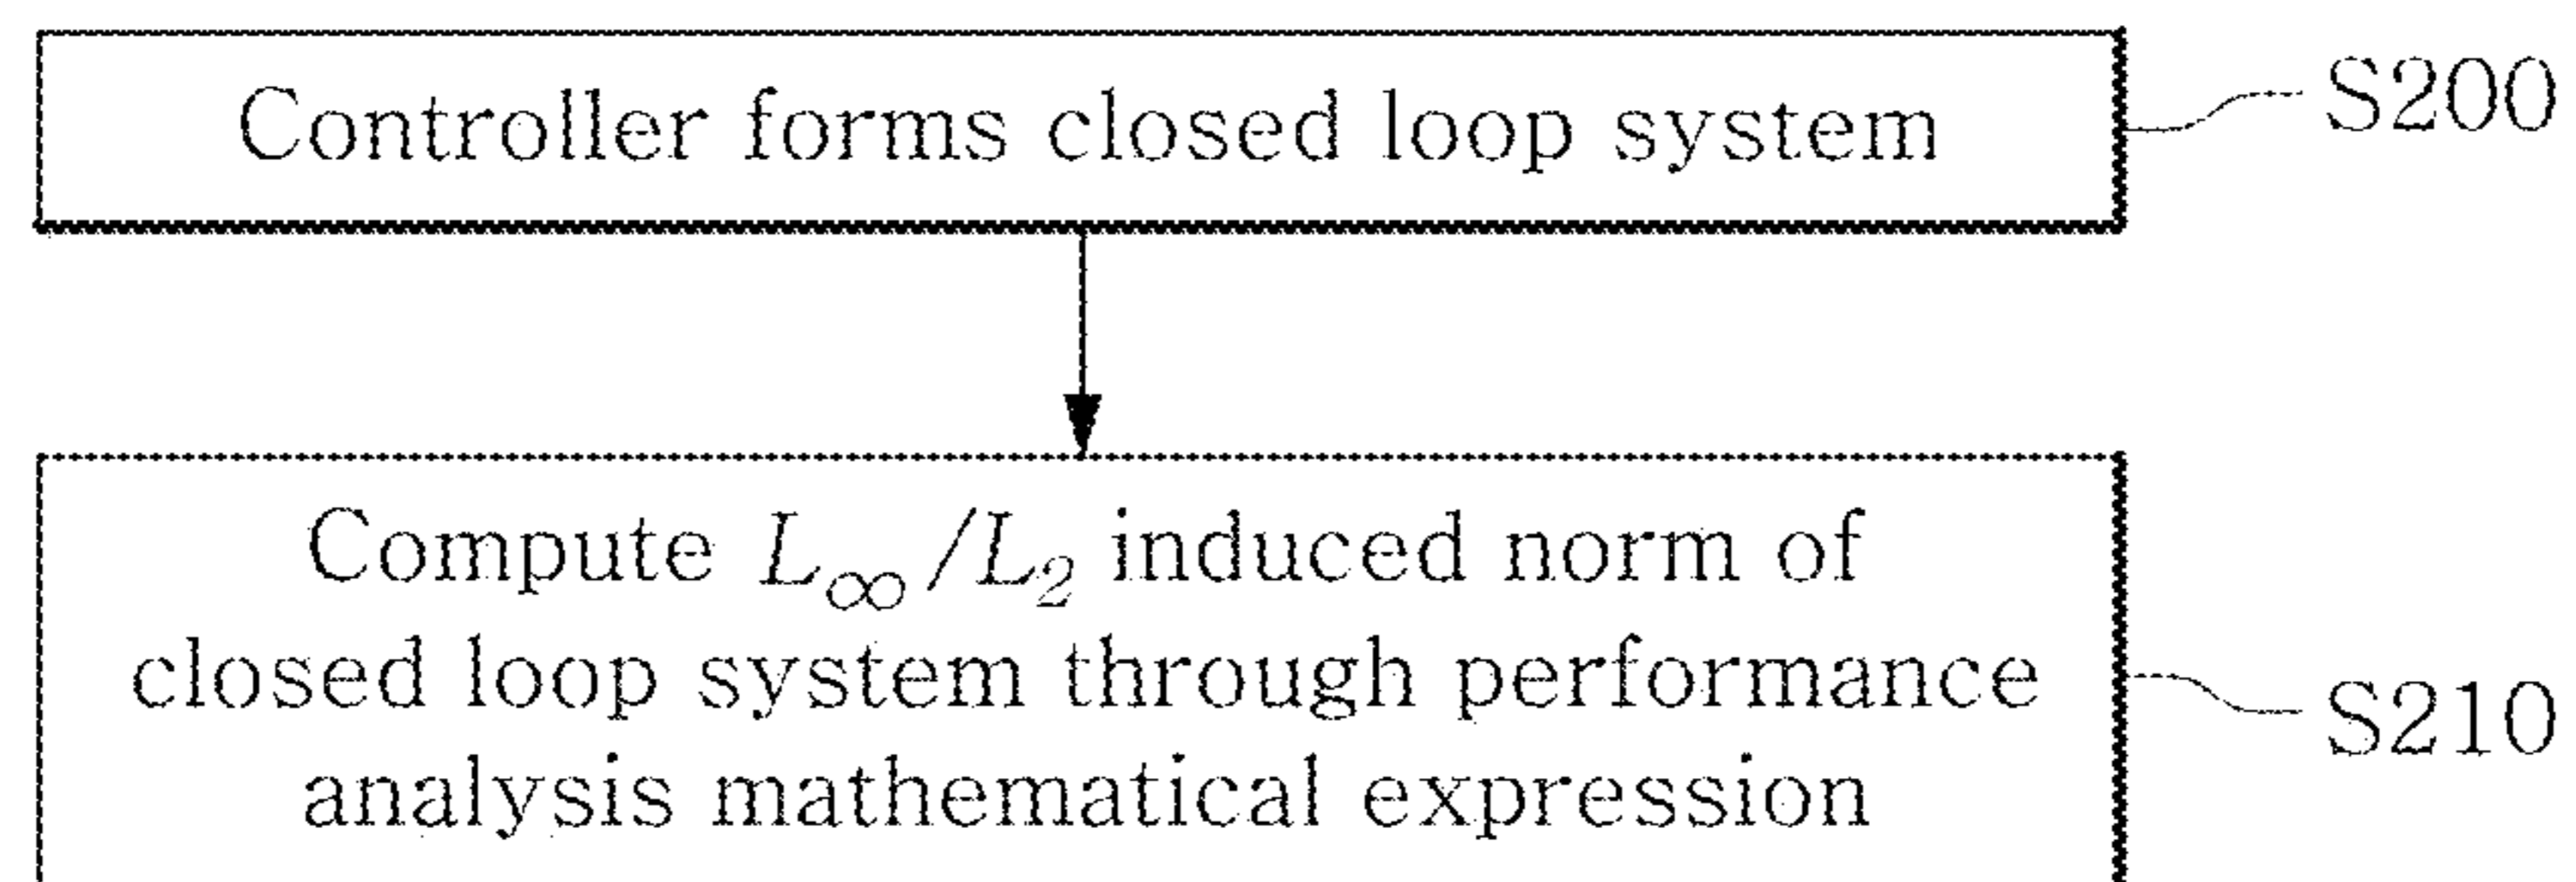 Controller forms closed loop system
S200
Compute L∞/L2 induced norm of
closed loop system through performance
analysis mathematical expression
S210